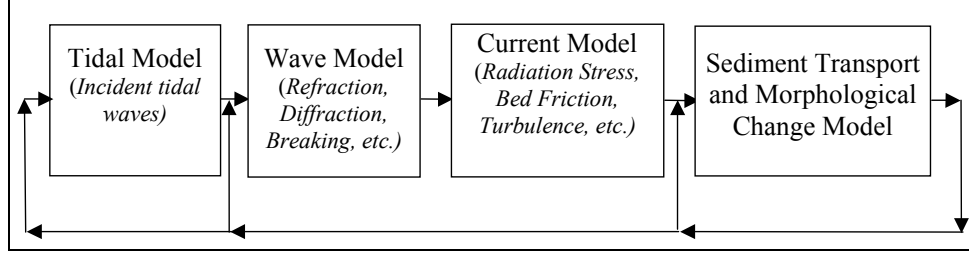 Tidal Model
(Incident tidal
waves)
Wave Model
(Refraction,
Diffraction,
Breaking, etc.)
Current Model
(Radiation Stress,
Bed Friction,
Turbulence, etc.)
Sediment Transport
and Morphological
Change Model